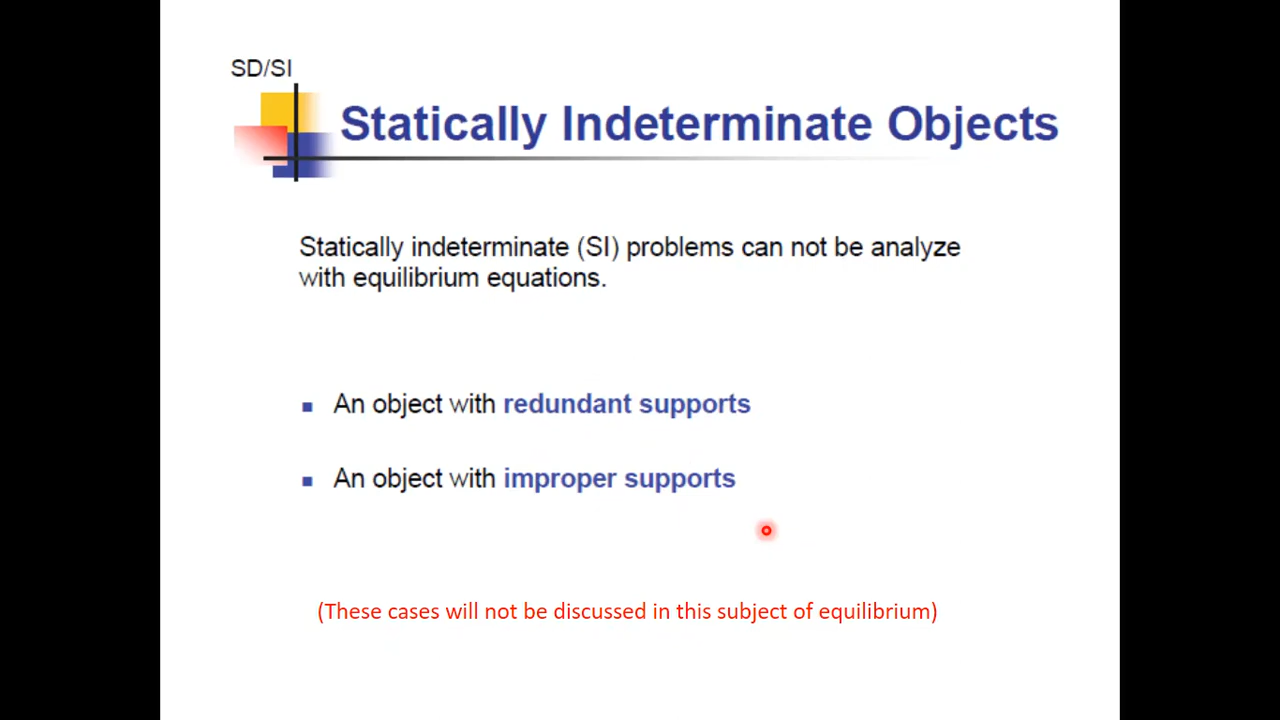 SD/SI
Statically Indeterminate Objects
Statically indeterminate (SI) problems can not be analyze
with equilibrium equations.
An object with redundant supports
An object with improper supports
(These cases will not be discussed in this subject of equilibrium)